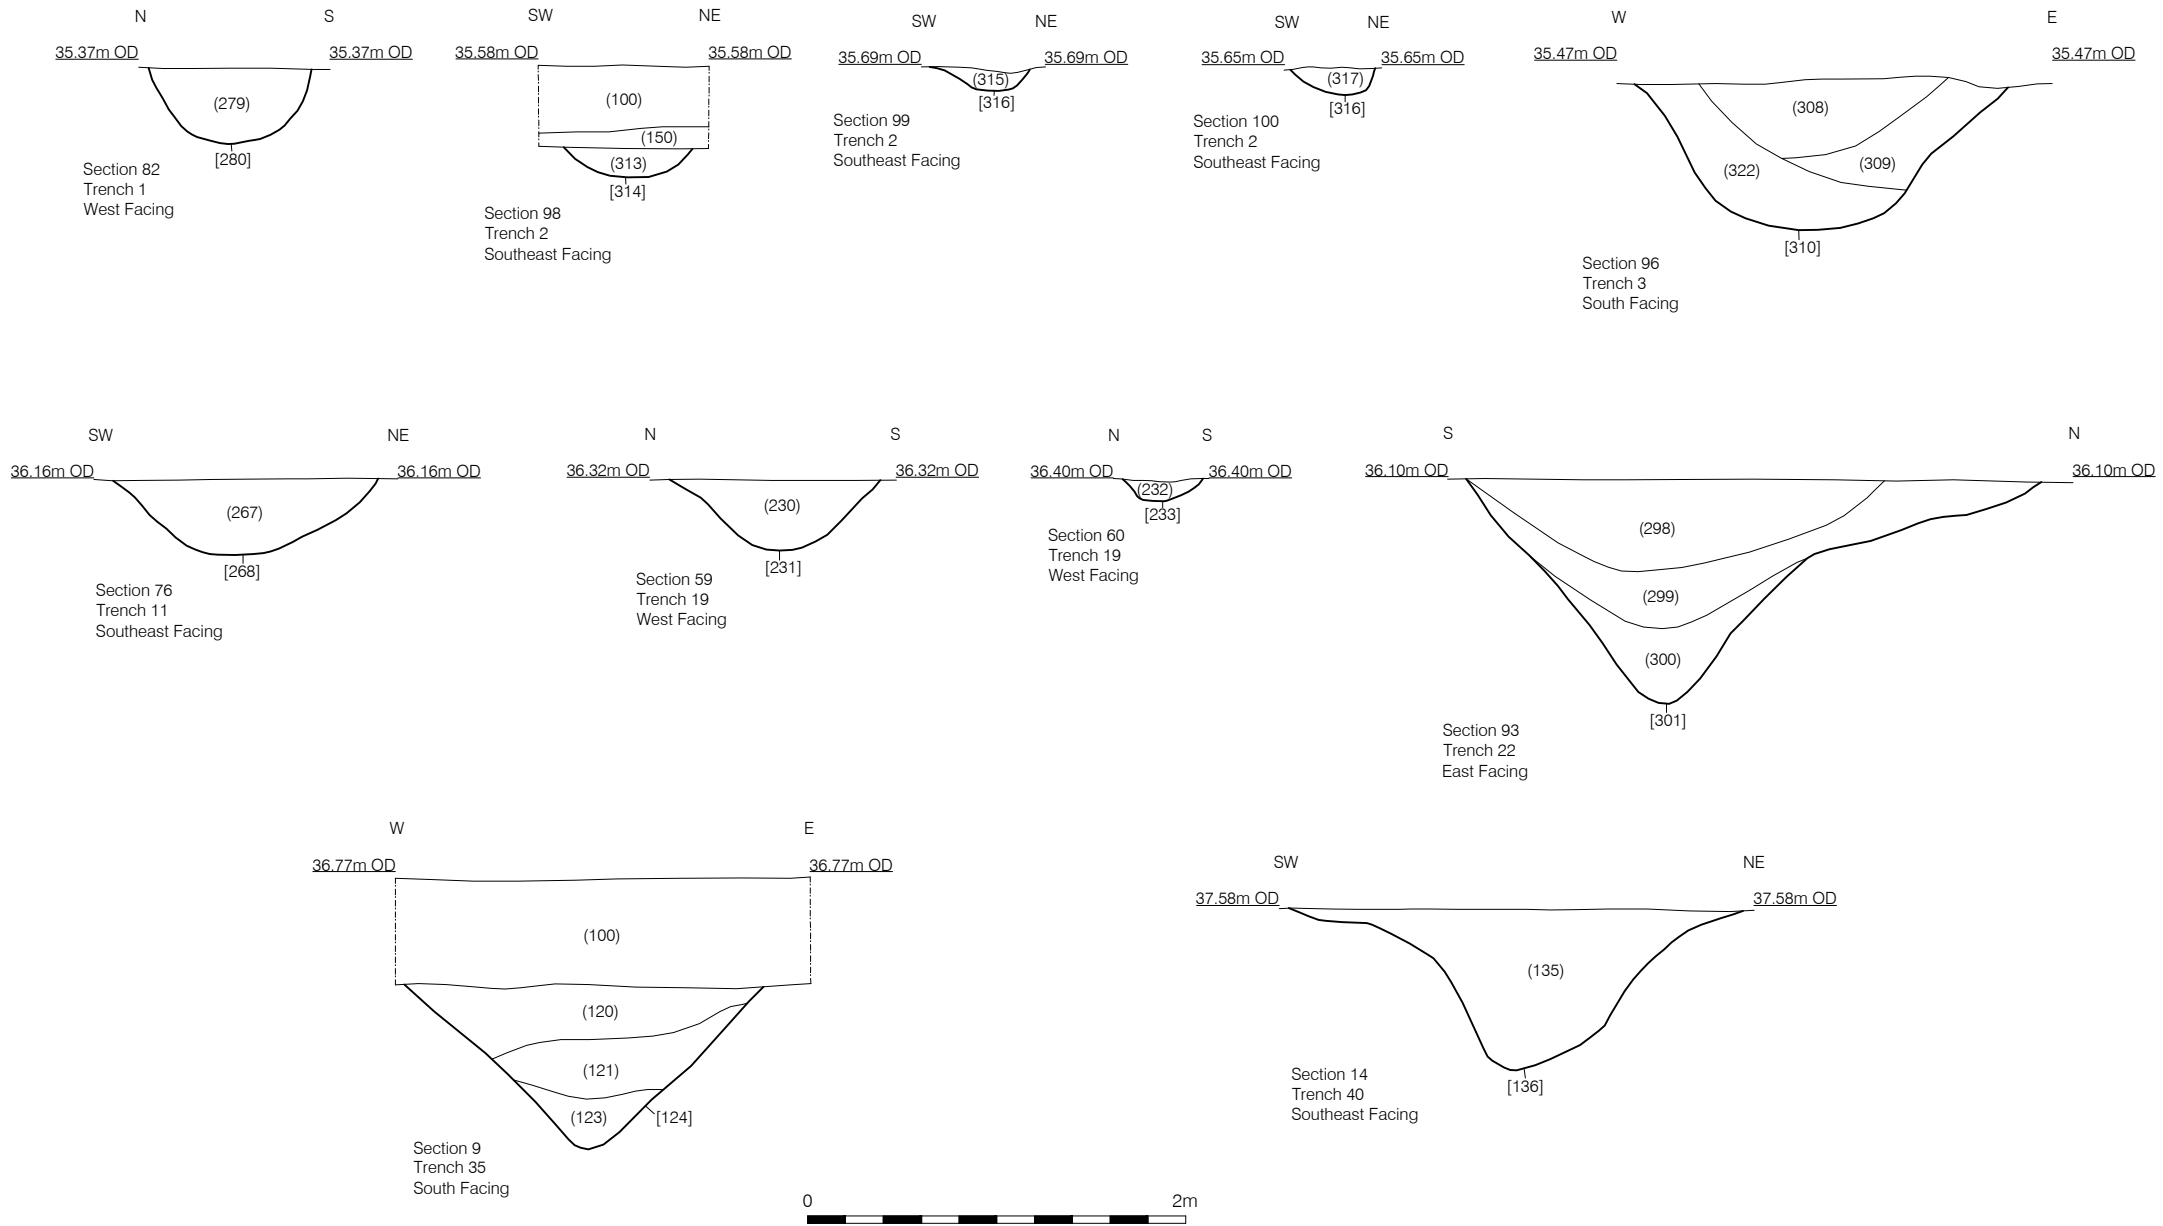 N S
35.37m OD 35.37m OD
(279)
[280]
Section 82
Trench 1
West Facing
SW NE
35.58m OD 35.58m OD
(100)
(150)
(313)
[314]
Section 98
Trench 2
Southeast Facing
SW NE
35.69m OD 35.69m OD
(315)
[316]
Section 99
Trench 2
Southeast Facing
SW NE
35.65m OD 35.65m OD
(317)
[316]
Section 100
Trench 2
Southeast Facing
W E
35.47m OD 35.47m OD
(308)
(309)
(322)
[310]
Section 96
Trench 3
South Facing
SW NE
36.16m OD 36.16m OD
(267)
[268]
Section 76
Trench 11
Southeast Facing
N S
36.32m OD 36.32m OD
(230)
[231]
Section 59
Trench 19
West Facing
N S
36.40m OD 36.40m OD
(232)
[233]
Section 60
Trench 19
West Facing
S N
36.10m OD 36.10m OD
(298)
(299)
(300)
[301]
Section 93
Trench 22
East Facing
W E
36.77m OD 36.77m OD
(100)
(120)
(121)
(123) [124]
Section 9
Trench 35
South Facing
SW NE
37.58m OD 37.58m OD
(135)
[136]
Section 14
Trench 40
Southeast Facing
0 2m